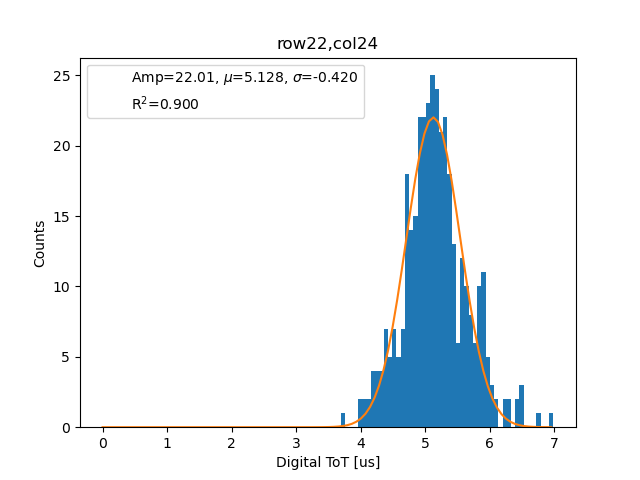 row22,col24
Amp=22.01, μ=5.128, σ=-0.420
R²=0.900
25
20
15
10
5
0
Counts
0 1 2 3 4 5 6 7
Digital ToT [us]